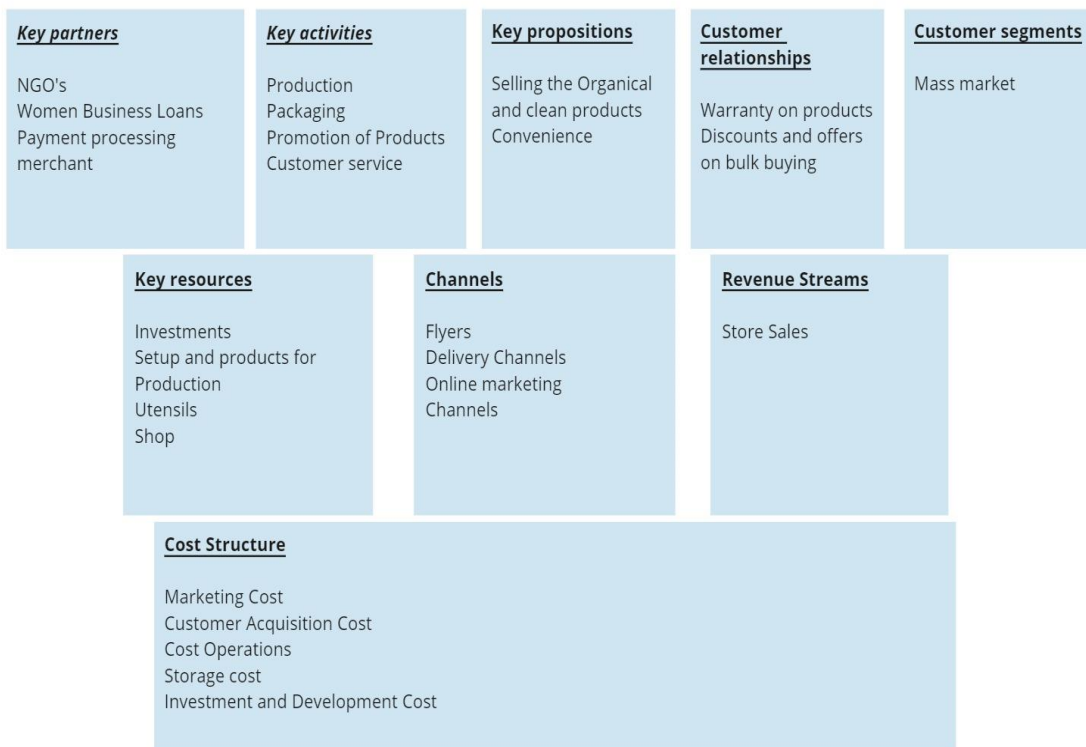 Key partners
NGO's
Women Business Loans
Payment processing
merchant
Key activities
Production
Packaging
Promotion of Products
Customer service
Key propositions
Selling the Organical
and clean products
Convenience
Customer
relationships
Warranty on products
Discounts and offers
on bulk buying
Customer segments
Mass market
Key resources
Investments
Setup and products for
Production
Utensils
Shop
Channels
Flyers
Delivery Channels
Online marketing
Channels
Revenue Streams
Store Sales
Cost Structure
Marketing Cost
Customer Acquisition Cost
Cost Operations
Storage cost
Investment and Development Cost